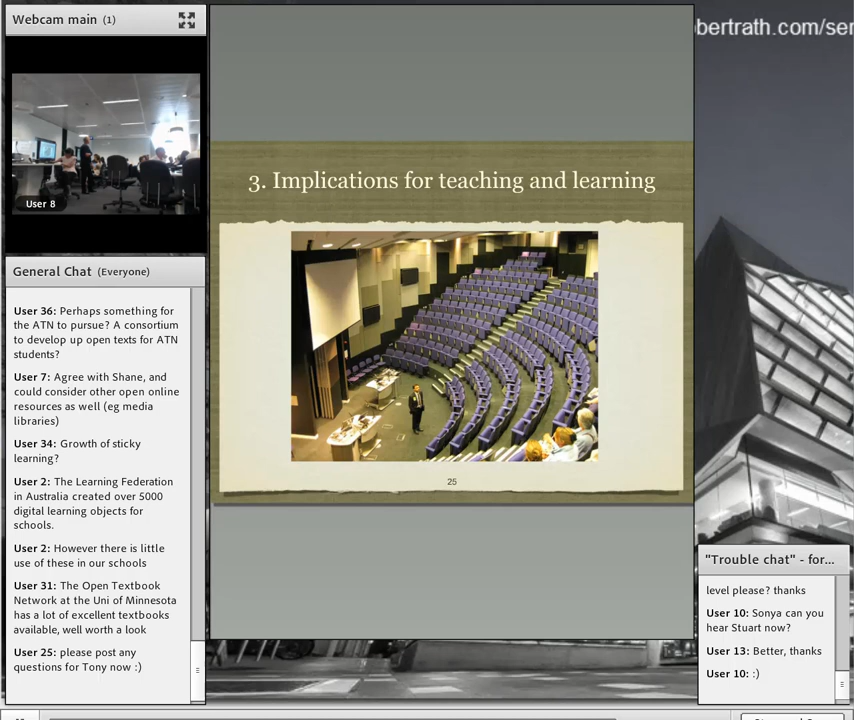 Webcam main (1)
User 8
General Chat (Everyone)
User 36: Perhaps something for
the ATN to pursue? A consortium
to develop up open texts for ATN
students?
User 7: Agree with Shane, and
could consider other open online
resources as well (eg media
libraries)
User 34: Growth of sticky
learning?
User 2: The Learning Federation
in Australia created over 5000
digital learning objects for
schools.
User 2: However there is little
use of these in our schools
User 31: The Open Textbook
Network at the Uni of Minnesota
has a lot of excellent textbooks
available, well worth a look
User 25: please post any
questions for Tony now :)
3. Implications for teaching and learning
25
bertrath.com/ser
"Trouble chat" - for...
level please? thanks
User 10: Sonya can you
hear Stuart now?
User 13: Better, thanks
User 10: :)